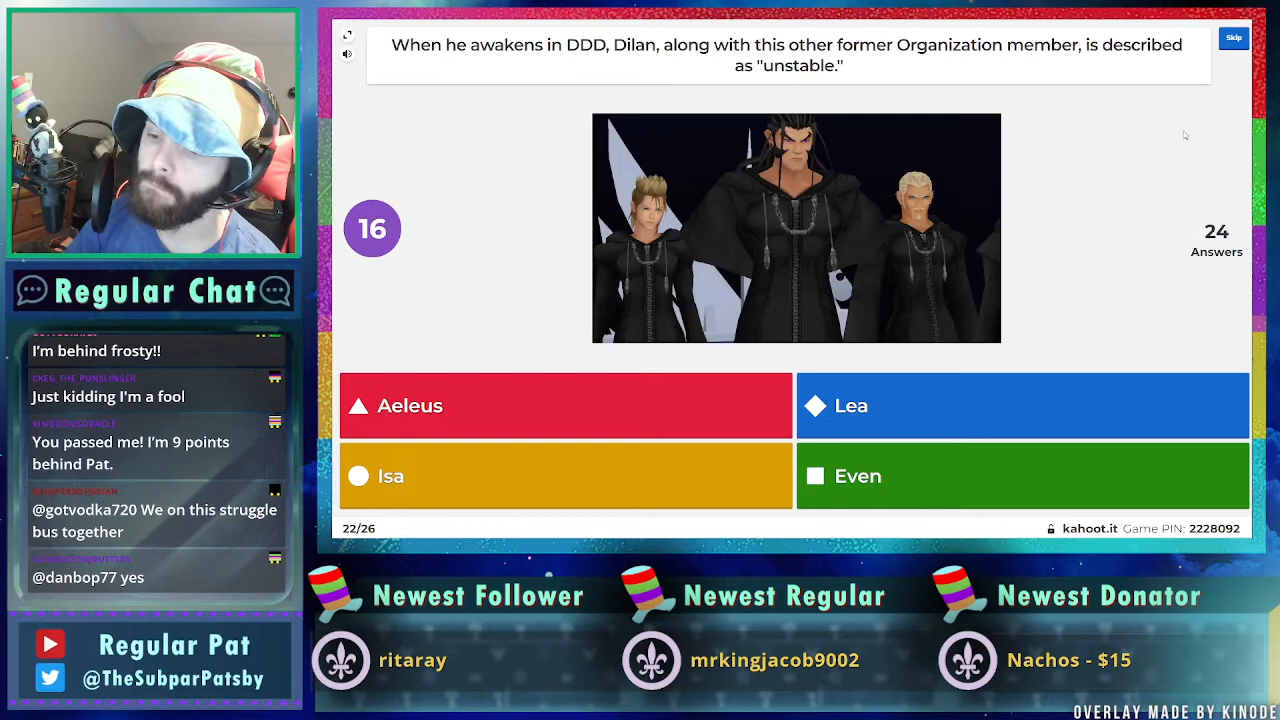 When he awakens in DDD, Dilan, along with this other former Organization member, is described
as "unstable."
Skip
16
24
Answers
Aeleus
Lea
Isa
Even
22/26
kahoot.it Game PIN: 2228092
Regular Chat
I'm behind frosty!!
CKEG_THE_PUNSLINGER
Just kidding I'm a fool
KINGDOMSORACLE
You passed me! I'm 9 points
behind Pat.
@gotvodka720 We on this struggle
bus together
@danbop77 yes
Regular Pat
@TheSubparPatsby
Newest Follower
Newest Regular
Newest Donator
ritaray
mrkingjacob9002
Nachos - $15
OVERLAY MADE BY KINODE